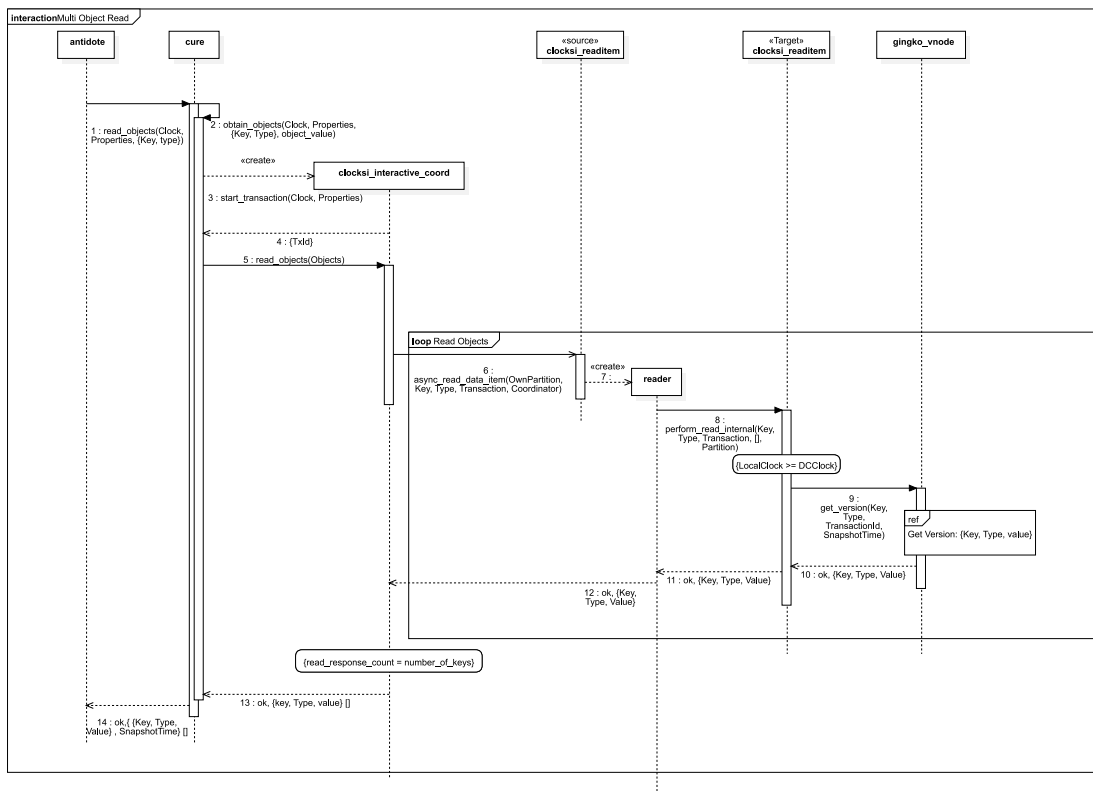 interactionMulti Object Read
antidote
cure
«source»
clocksi_readitem
«Target»
clocksi_readitem
gingko_vnode
1 : read_objects(Clock,
Properties, {Key, type})
2 : obtain_objects(Clock, Properties,
{Key, Type}, object_value)
«create»
clocksi_interactive_coord
3 : start_transaction(Clock, Properties)
4 : {TxId}
5 : read_objects(Objects)
loop Read Objects
6 :
async_read_data_item(OwnPartition,
Key, Type, Transaction, Coordinator)
«create»
7 :
reader
8 :
perform_read_internal(Key,
Type, Transaction, [],
Partition)
{LocalClock >= DCClock}
9 :
get_version(Key,
Type,
TransactionId,
SnapshotTime)
ref
Get Version: {Key, Type, value}
10 : ok, {Key, Type, Value}
11 : ok, {Key, Type, Value}
12 : ok, {Key,
Type, Value}
{read_response_count = number_of_keys}
13 : ok, {key, Type, value} []
14 : ok,{ {Key, Type,
Value} , SnapshotTime} []